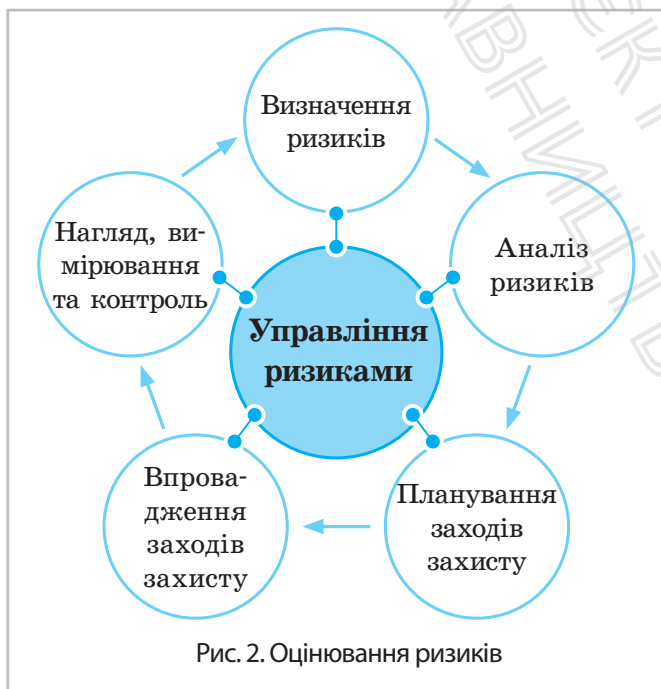 Визначення
ризиків
Аналіз
ризиків
Планування
заходів
захисту
Впрова-
дження
заходів
захисту
Нагляд, ви-
мірювання
та контроль
Управління
ризиками
Рис. 2. Оцінювання ризиків